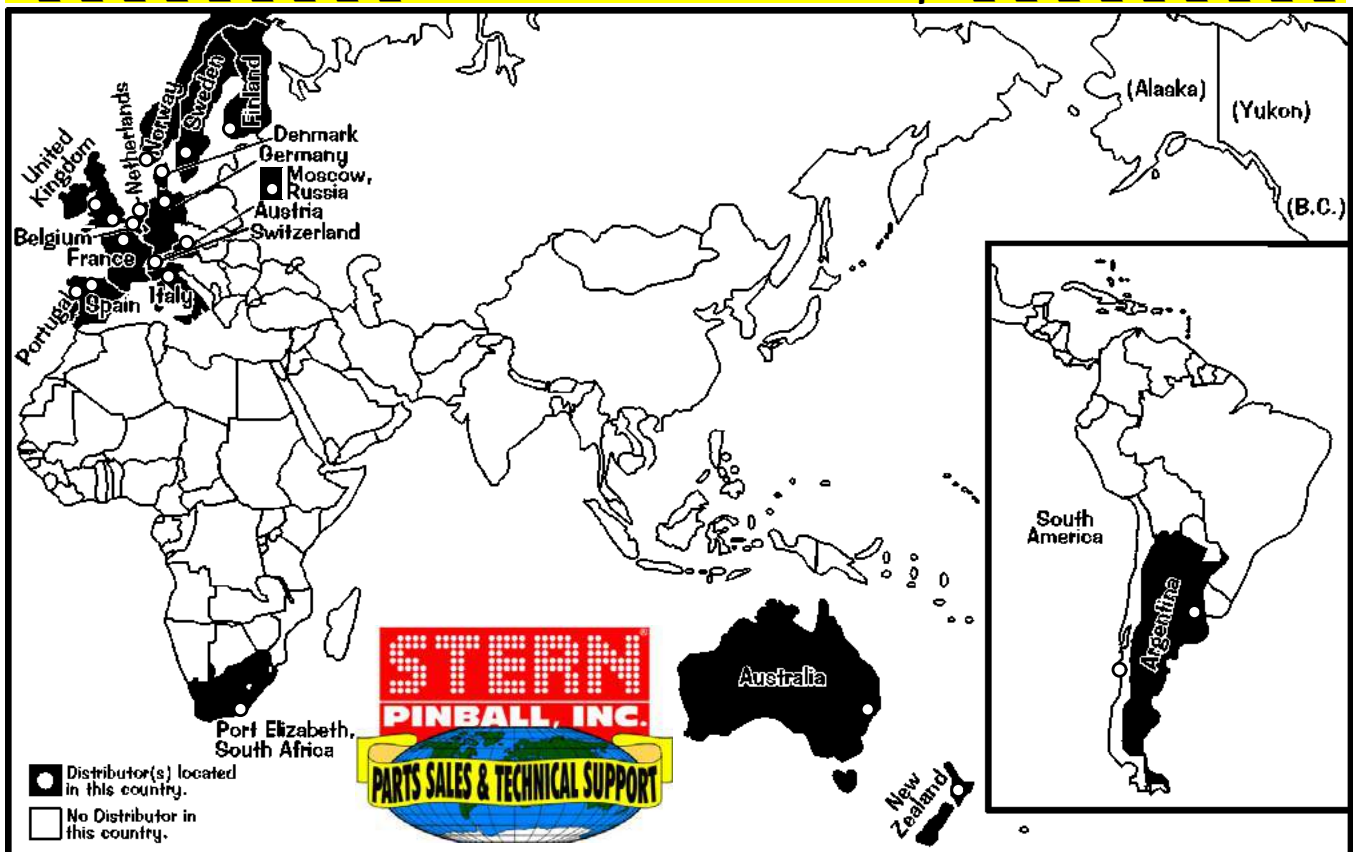 (Alaska)
(Yukon)
(B.C.)
United
Kingdom
Netherlands
Norway
Sweden
Finland
Denmark
Germany
Moscow,
Russia
Austria
Switzerland
Belgium
France
Portugal
Spain
Italy
South
America
Argentina
Australia
New
Zealand
Port Elizabeth,
South Africa
STERN®
PINBALL, INC.
PARTS SALES & TECHNICAL SUPPORT
Distributor(s) located
in this country.
No Distributor in
this country.